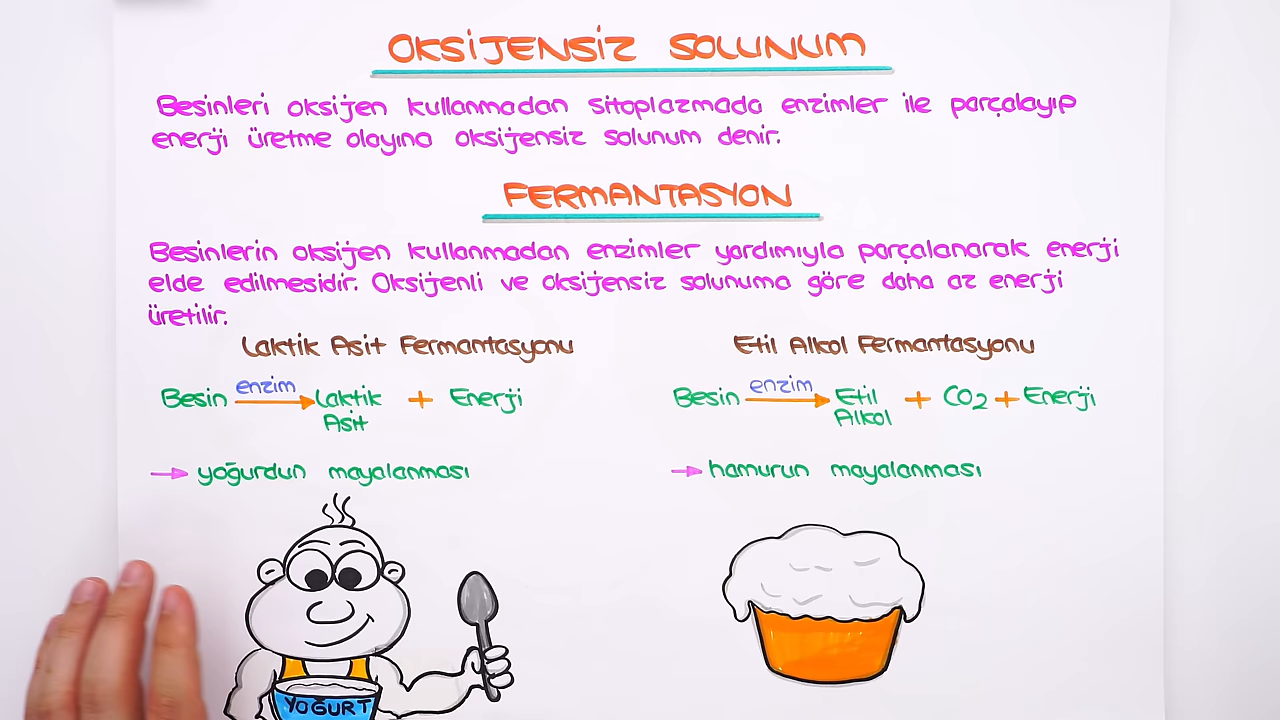 OKSİJENSİZ SOLUNUM
Besinleri oksijen kullanmadan sitoplazmada enzimler ile parçalayıp
enerji üretme olayına oksijensiz solunum denir.
FERMANTASYON
Besinlerin oksijen kullanmadan enzimler yardımıyla parçalanarak enerji
elde edilmesidir. Oksijenli ve oksijensiz solunuma göre daha az enerji
üretilir.
Laktik Asit Fermantasyonu
Besin enzim → Laktik Asit + Enerji
→ yoğurdun mayalanması
YOĞURT
Etil Alkol Fermantasyonu
Besin enzim → Etil Alkol + CO2 + Enerji
→ hamurun mayalanması